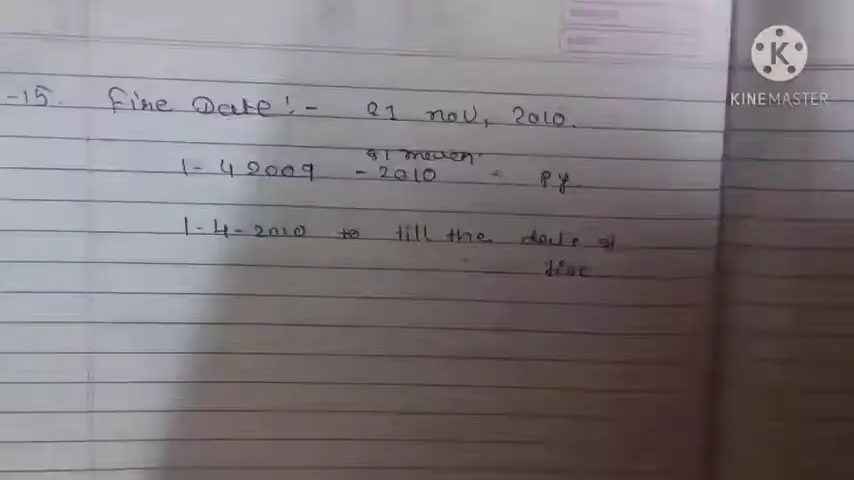 KINEMASTER
-15. Fire Date :- 21 nov, 2010.
31 march
1-4 2009 - 2010 - PY
1-4-2010 to till the date of
fire